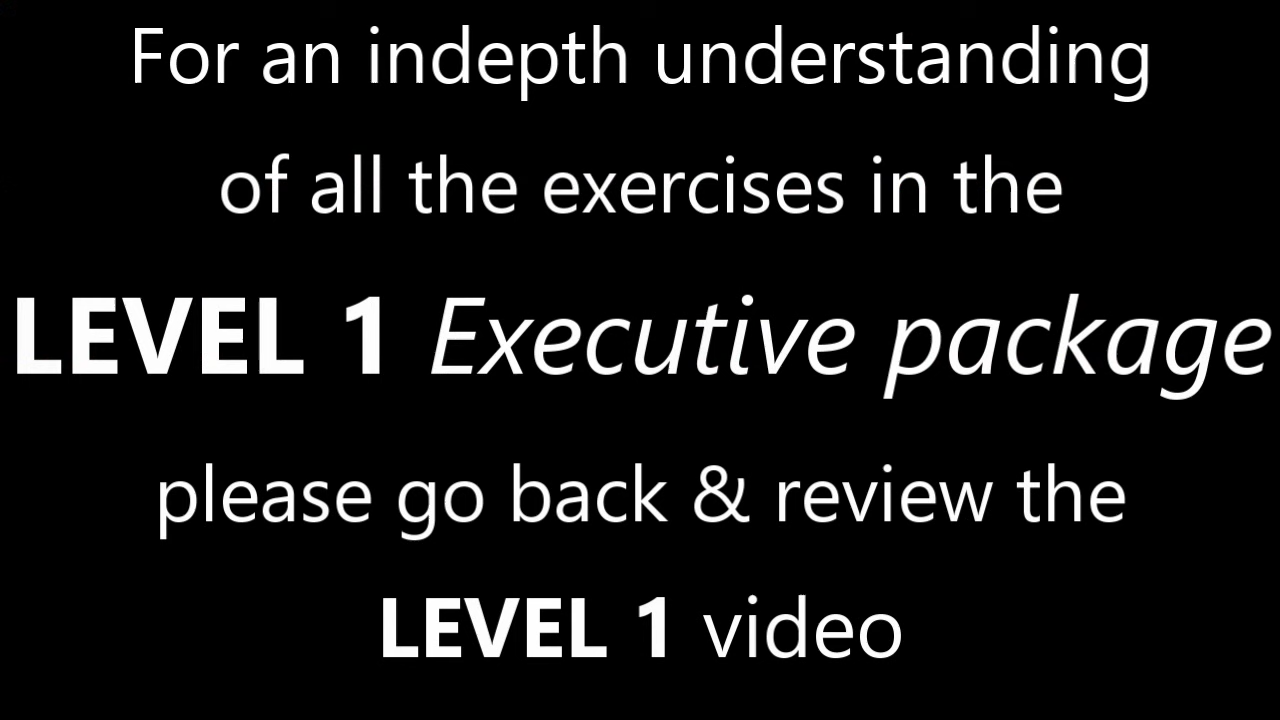 For an indepth understanding
of all the exercises in the
LEVEL 1 Executive package
please go back & review the
LEVEL 1 video